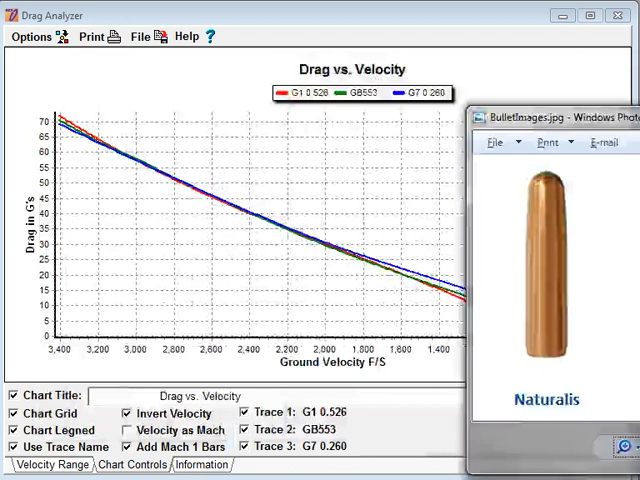 Drag Analyzer
Options Print File Help ?
Drag vs. Velocity
G1 0.526 GB553 G7 0.260
BulletImages.jpg - Windows Photo
File Print E-mail
70
65
60
55
50
45
40
35
30
25
20
15
10
5
0
Drag in G's
3,400 3,200 3,000 2,800 2,600 2,400 2,200 2,000 1,800 1,600 1,400
Ground Velocity F/S
Naturalis
Chart Title: Drag vs. Velocity
Chart Grid Invert Velocity Trace 1: G1 0.526
Chart Legned Velocity as Mach Trace 2: GB553
Use Trace Name Add Mach 1 Bars Trace 3: G7 0.260
Velocity Range Chart Controls Information